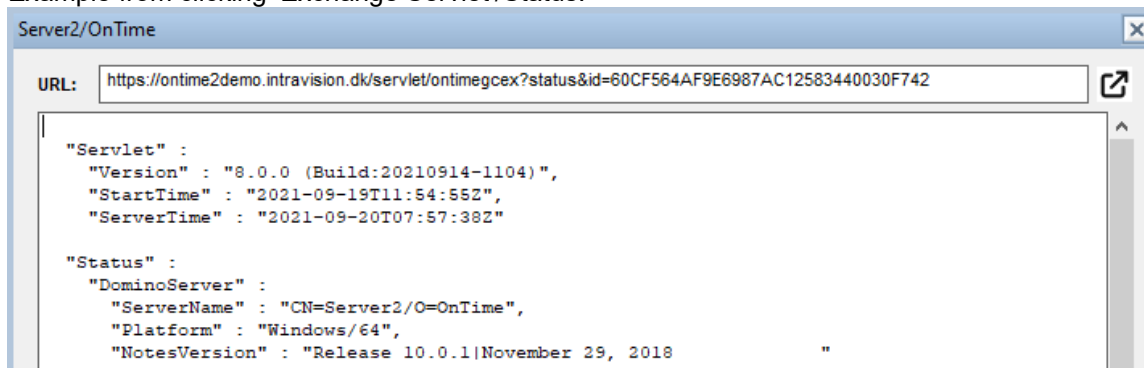 Example from clicking 'Exchange Servlet'/Status:
Server2/OnTime
URL: https://ontime2demo.intravision.dk/servlet/ontimegcex?status&id=60CF564AF9E6987AC12583440030F742
"Servlet" :
"Version" : "8.0.0 (Build:20210914-1104)",
"StartTime" : "2021-09-19T11:54:55Z",
"ServerTime" : "2021-09-20T07:57:38Z"
"Status" :
"DominoServer" :
"ServerName" : "CN=Server2/O=OnTime",
"Platform" : "Windows/64",
"NotesVersion" : "Release 10.0.1|November 29, 2018                "